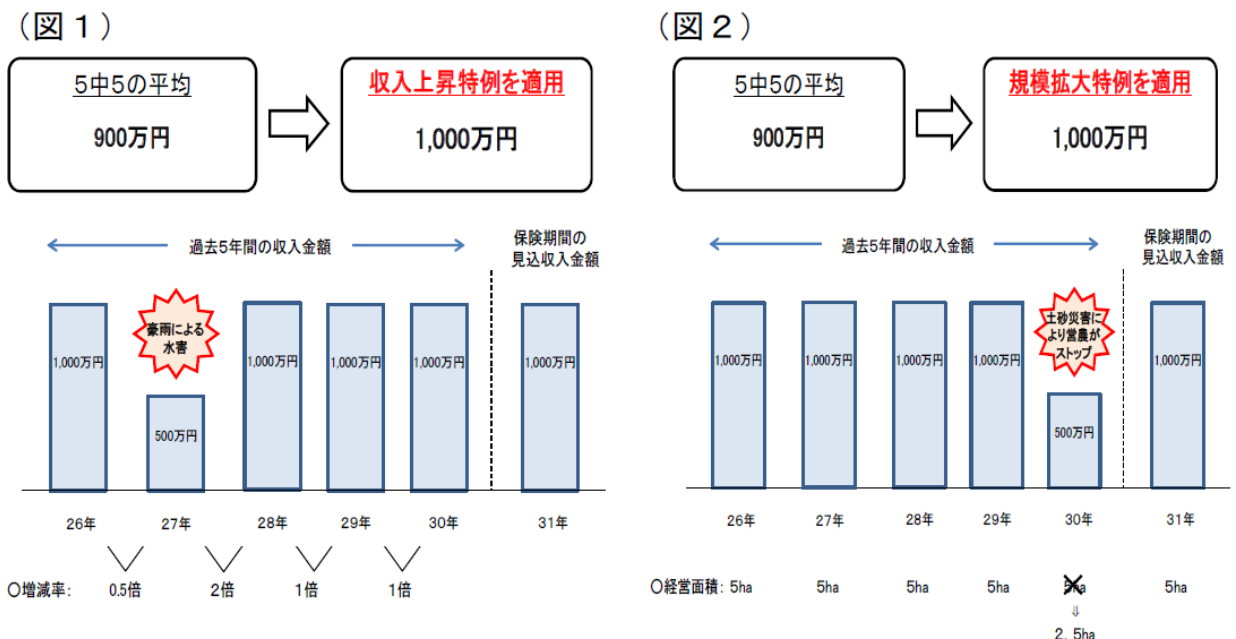 （図１）
5中5の平均
900万円
収入上昇特例を適用
1,000万円
過去5年間の収入金額
保険期間の
見込収入金額
豪雨による
水害
1,000万円
500万円
1,000万円
1,000万円
1,000万円
1,000万円
26年
27年
28年
29年
30年
31年
〇増減率:
0.5倍
2倍
1倍
1倍
（図２）
5中5の平均
900万円
規模拡大特例を適用
1,000万円
過去5年間の収入金額
保険期間の
見込収入金額
土砂災害に
より営農が
ストップ
1,000万円
1,000万円
1,000万円
1,000万円
500万円
1,000万円
26年
27年
28年
29年
30年
31年
〇経営面積: 5ha
5ha
5ha
5ha
5ha
5ha
⇓
2．5ha